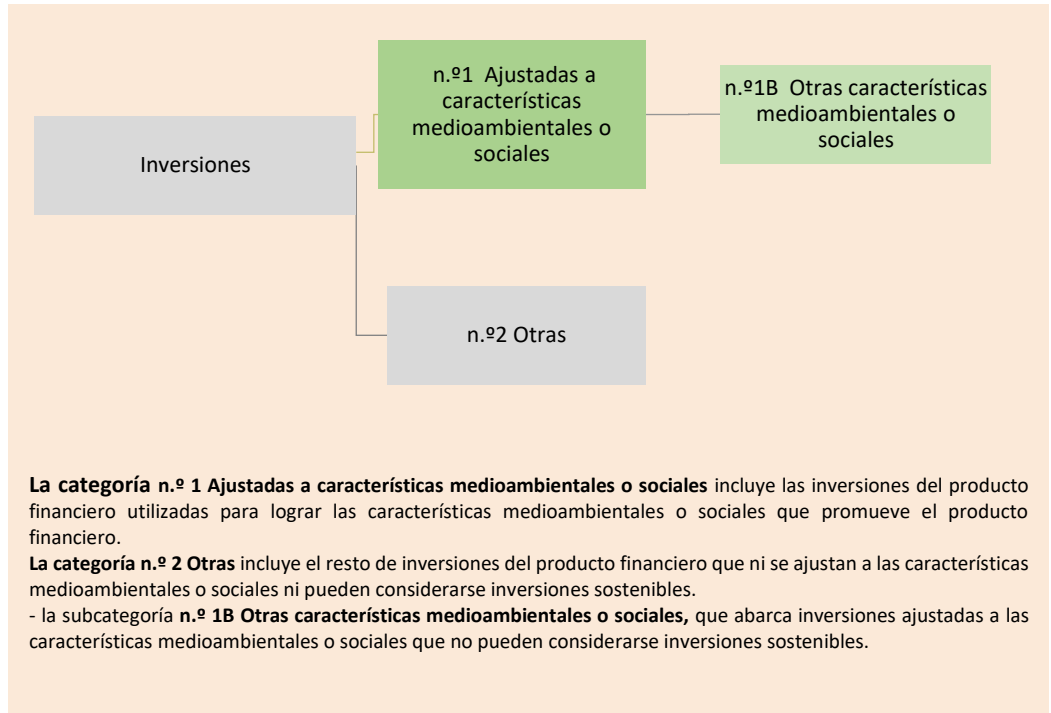 n.º1 Ajustadas a
características
medioambientales o
sociales
n.º1B Otras características
medioambientales o
sociales
Inversiones
n.º2 Otras
La categoría n.º 1 Ajustadas a características medioambientales o sociales incluye las inversiones del producto
financiero utilizadas para lograr las características medioambientales o sociales que promueve el producto
financiero.
La categoría n.º 2 Otras incluye el resto de inversiones del producto financiero que ni se ajustan a las características
medioambientales o sociales ni pueden considerarse inversiones sostenibles.
- la subcategoría n.º 1B Otras características medioambientales o sociales, que abarca inversiones ajustadas a las
características medioambientales o sociales que no pueden considerarse inversiones sostenibles.